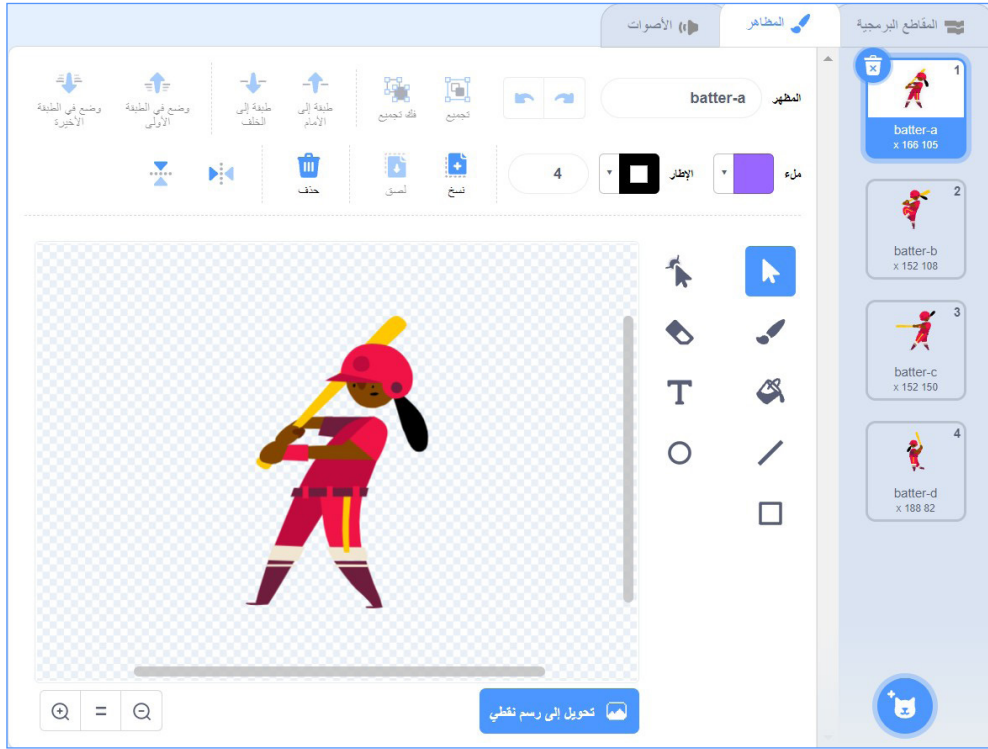 المقاطع البرمجية
المظاهر
الأصوات
1
batter-a
166 x 105
2
batter-b
152 x 108
3
batter-c
152 x 150
4
batter-d
188 x 82
المظهر
batter-a
تجميع
فك تجميع
طبقة إلى الأمام
طبقة إلى الخلف
وضع في الطبقة الأولى
وضع في الطبقة الأخيرة
ملء
الإطار
4
نسخ
لصق
حذف
T
تحويل إلى رسم نقطي
=